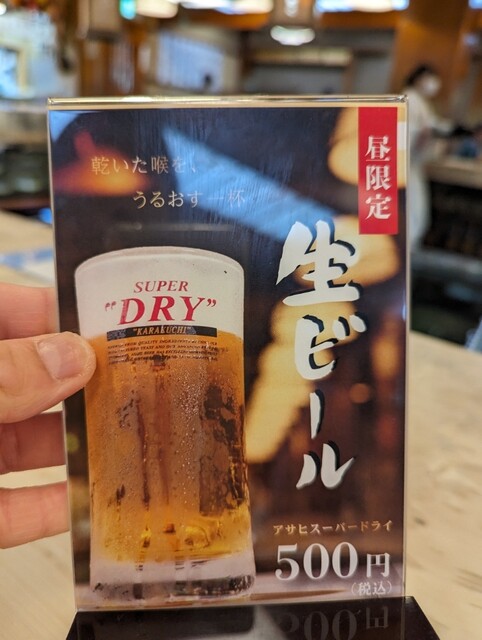 昼限定
乾いた喉を、
うるおす一杯
生ビール
SUPER
"DRY"
"KARAKUCHI"
アサヒスーパードライ
500円
(税込)